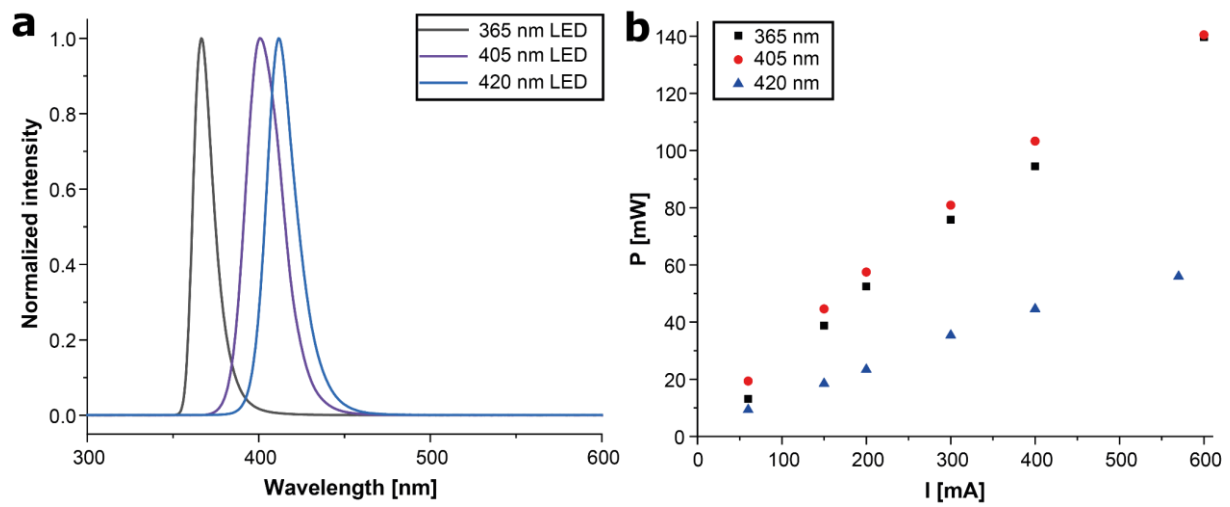 a
365 nm LED
405 nm LED
420 nm LED
1.0
0.8
0.6
0.4
0.2
0.0
Normalized intensity
300
400
500
600
Wavelength [nm]
b
365 nm
405 nm
420 nm
140
120
100
80
60
40
20
0
P [mW]
0
100
200
300
400
500
600
I [mA]